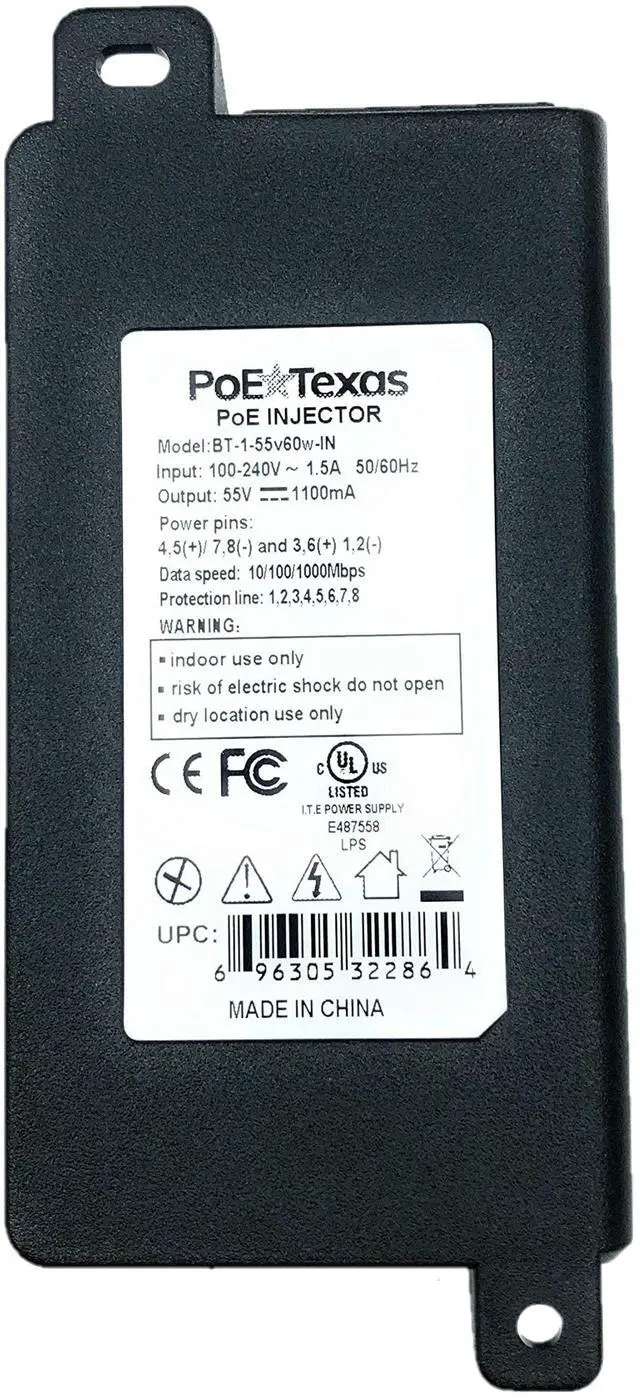 PoE Texas
PoE INJECTOR
Model:BT-1-55v60w-IN
Input: 100-240V ~ 1.5A 50/60Hz
Output: 55V ⎓1100mA
Power pins:
4,5(+)/ 7,8(-) and 3,6(+) 1,2(-)
Data speed: 10/100/1000Mbps
Protection line: 1,2,3,4,5,6,7,8
WARNING:
▪ indoor use only
▪ risk of electric shock do not open
▪ dry location use only
CE FC c UL US
LISTED
I.T.E POWER SUPPLY
E487558
LPS
UPC:
6 96305 32286 4
MADE IN CHINA